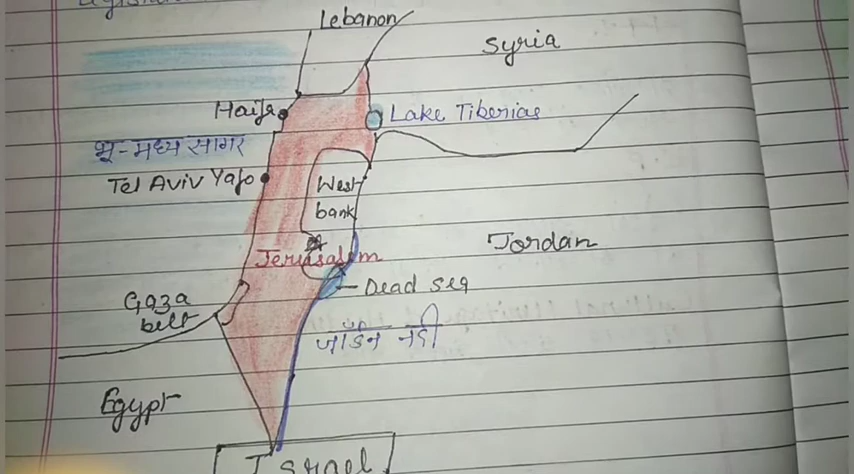 Lebanon
Syria
Haifa
Lake Tiberias
भू-मध्य सागर
Tel Aviv Yafo
West
bank
Jerusalem
Jordan
Dead sea
Gaza
belt
जॉर्डन नदी
Egypt
Israel